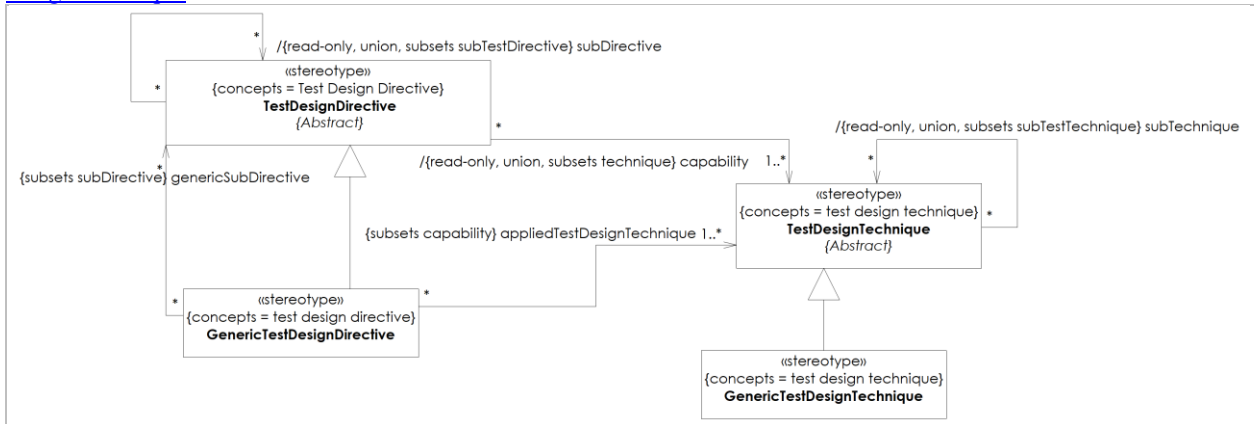 *
/{read-only, union, subsets subTestDirective} subDirective
«stereotype»
{concepts = Test Design Directive}
TestDesignDirective
{Abstract}
*
*
/{read-only, union, subsets subTestTechnique} subTechnique
/{read-only, union, subsets technique} capability 1..*
*
*
{subsets subDirective} genericSubDirective
«stereotype»
{concepts = test design technique}
TestDesignTechnique
{Abstract}
*
{subsets capability} appliedTestDesignTechnique 1..*
*
«stereotype»
{concepts = test design directive}
GenericTestDesignDirective
*
«stereotype»
{concepts = test design technique}
GenericTestDesignTechnique